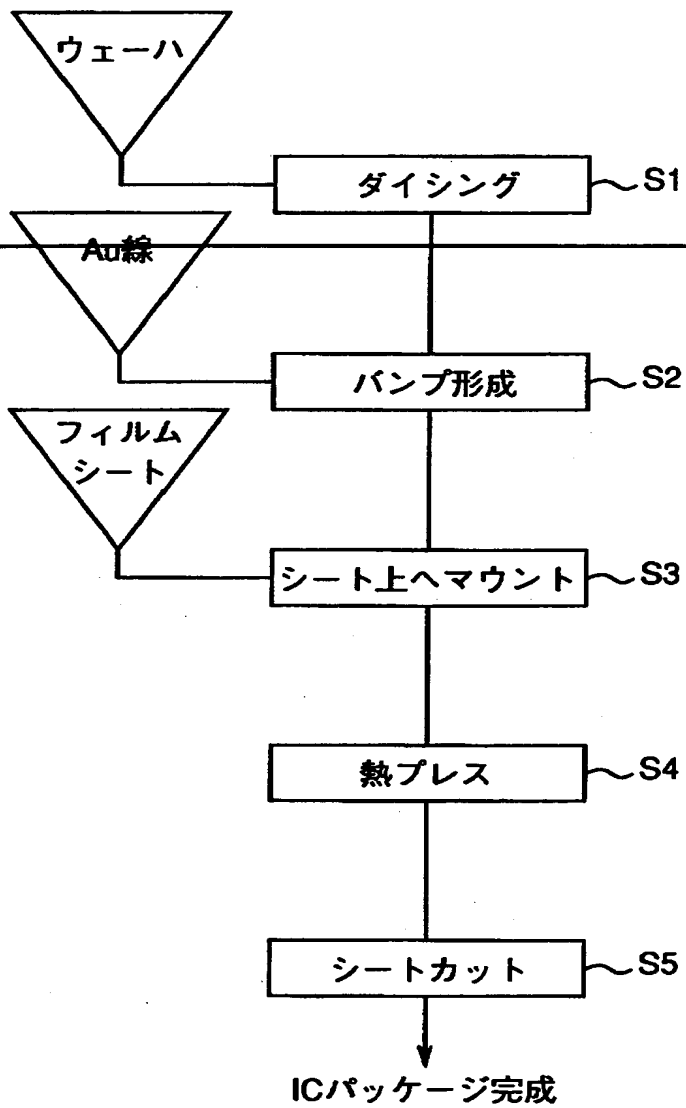 ウェーハ
ダイシング
S1
Au線
バンプ形成
S2
フィルム
シート
シート上へマウント
S3
熱プレス
S4
シートカット
S5
ICパッケージ完成